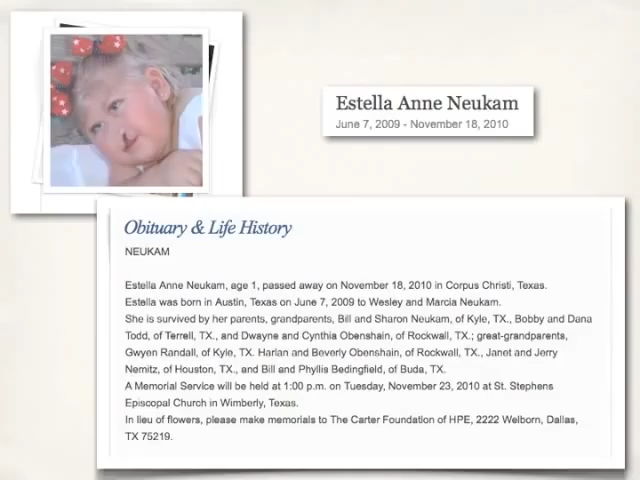 Estella Anne Neukam
June 7, 2009 - November 18, 2010
Obituary & Life History
NEUKAM
Estella Anne Neukam, age 1, passed away on November 18, 2010 in Corpus Christi, Texas.
Estella was born in Austin, Texas on June 7, 2009 to Wesley and Marcia Neukam.
She is survived by her parents, grandparents, Bill and Sharon Neukam, of Kyle, TX., Bobby and Dana
Todd, of Terrell, TX., and Dwayne and Cynthia Obenshain, of Rockwall, TX.; great-grandparents,
Gwyen Randall, of Kyle, TX. Harlan and Beverly Obenshain, of Rockwall, TX., Janet and Jerry
Nemitz, of Houston, TX., and Bill and Phyllis Bedingfield, of Buda, TX.
A Memorial Service will be held at 1:00 p.m. on Tuesday, November 23, 2010 at St. Stephens
Episcopal Church in Wimberly, Texas.
In lieu of flowers, please make memorials to The Carter Foundation of HPE, 2222 Welborn, Dallas,
TX 75219.